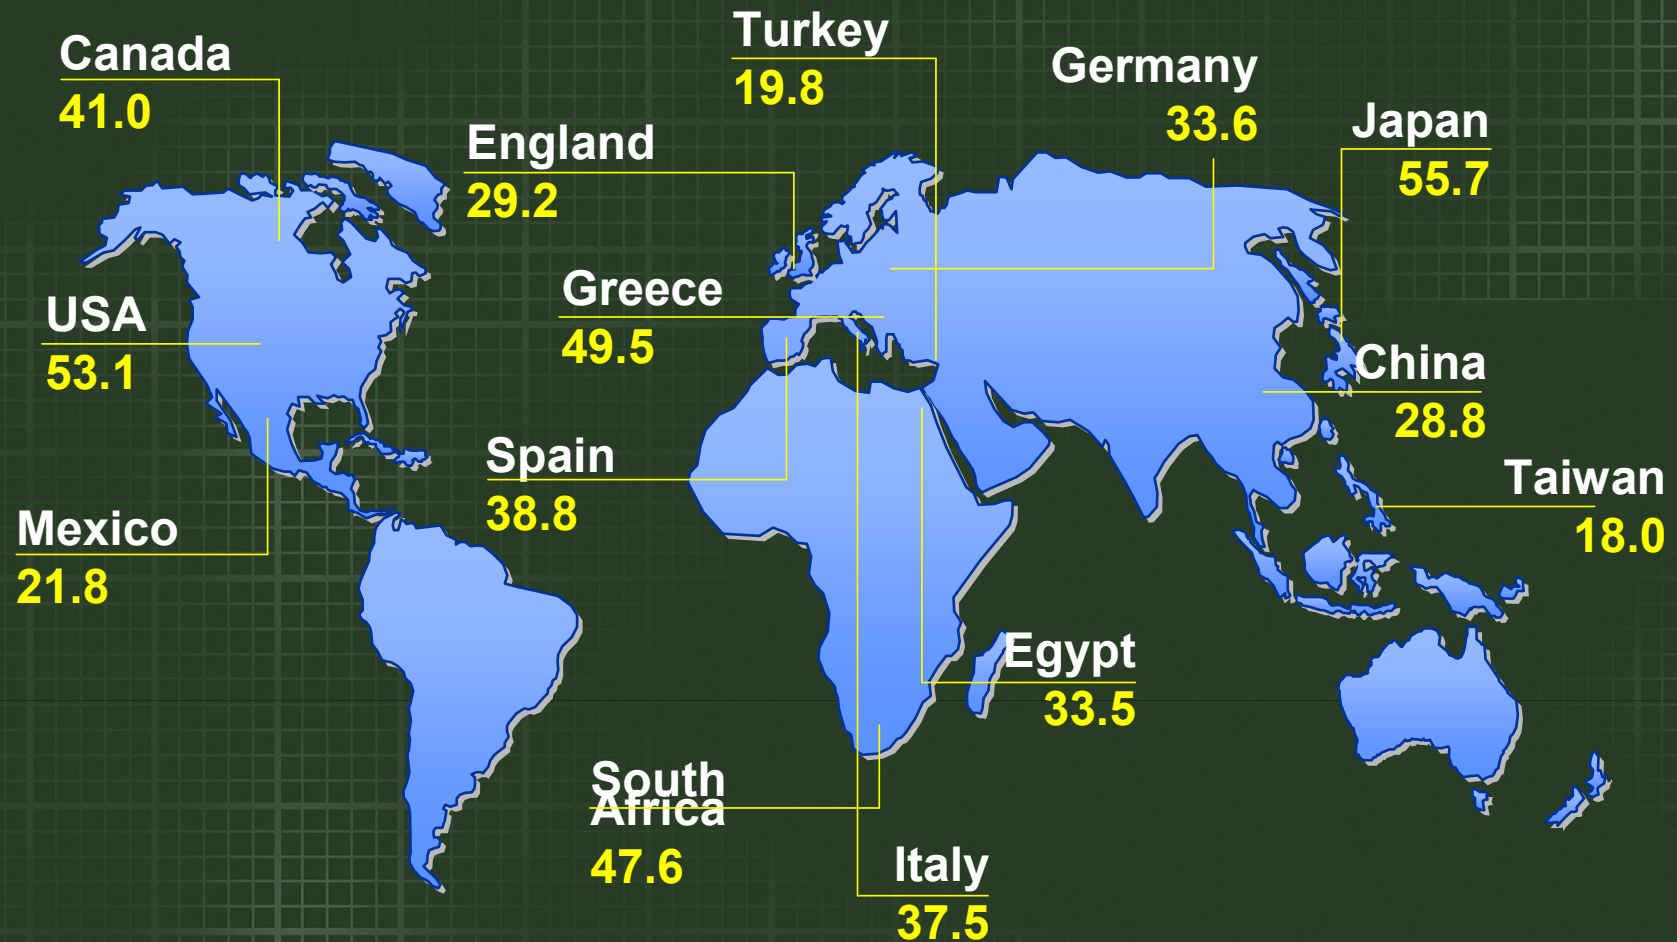 Turkey
19.8
Canada
41.0
Germany
33.6
Japan
55.7
England
29.2
Greece
49.5
USA
53.1
China
28.8
Spain
38.8
Taiwan
18.0
Mexico
21.8
Egypt
33.5
South
Africa
47.6
Italy
37.5